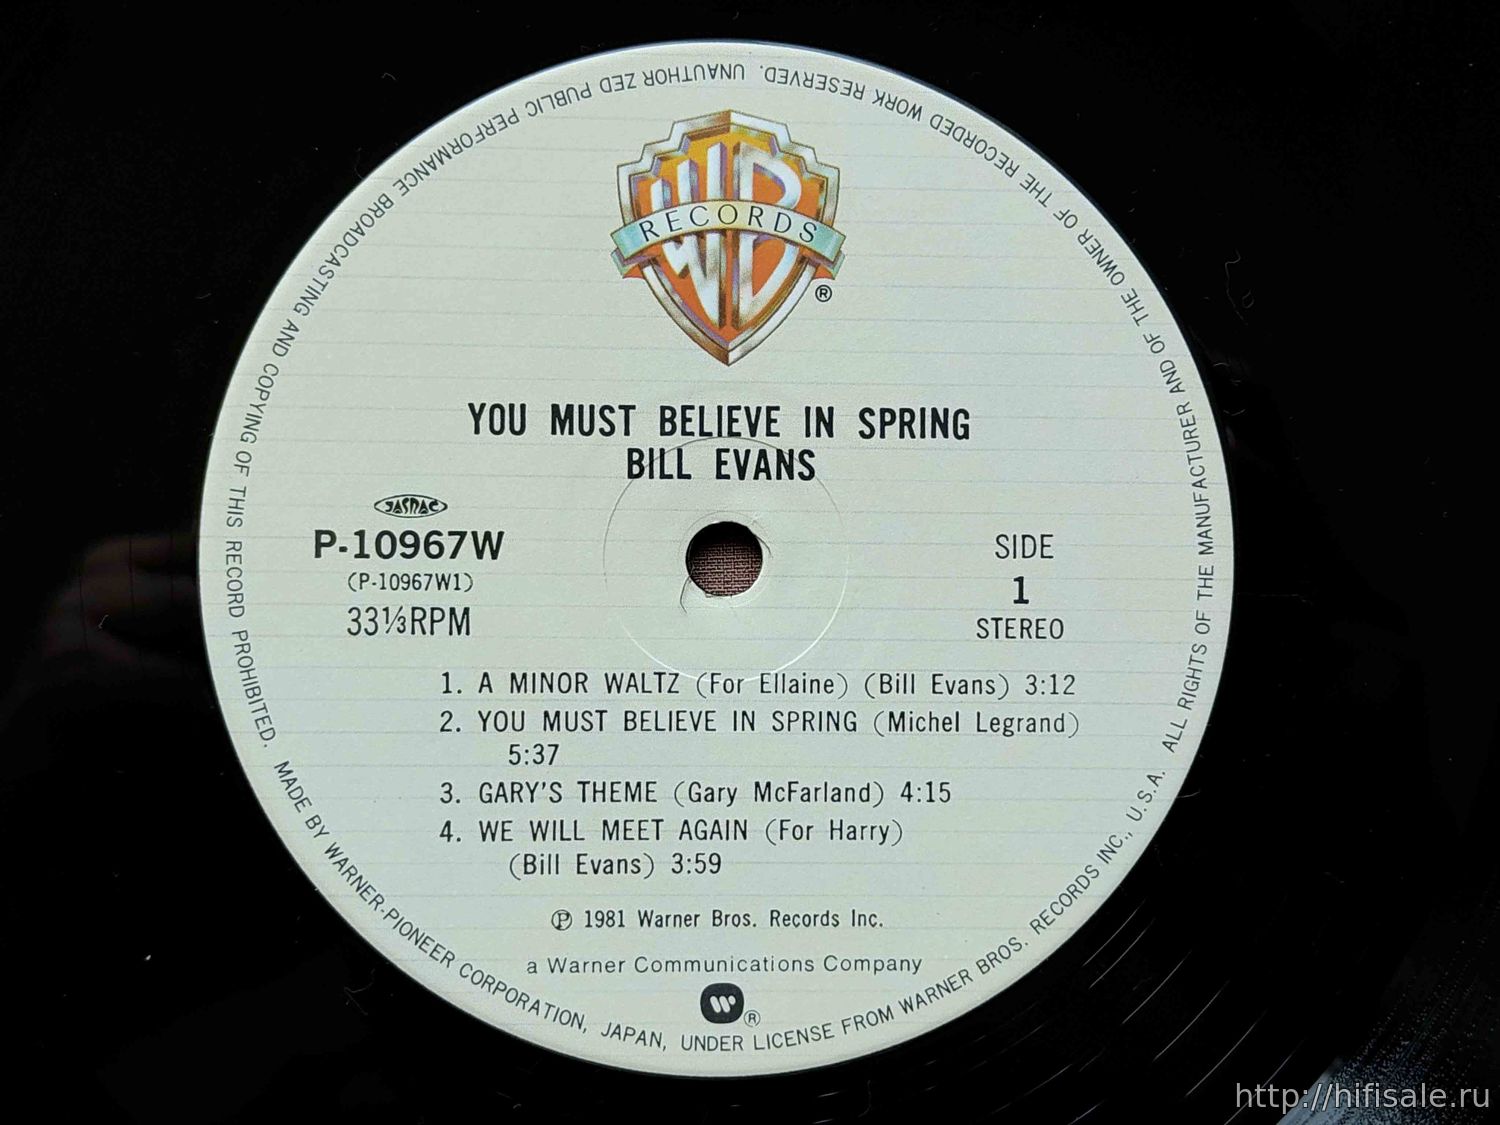 WB
RECORDS
®
YOU MUST BELIEVE IN SPRING
BILL EVANS
JASRAC
P-10967W
(P-10967W1)
33⅓RPM
SIDE
1
STEREO
1. A MINOR WALTZ (For Ellaine) (Bill Evans) 3:12
2. YOU MUST BELIEVE IN SPRING (Michel Legrand)
5:37
3. GARY'S THEME (Gary McFarland) 4:15
4. WE WILL MEET AGAIN (For Harry)
(Bill Evans) 3:59
℗ 1981 Warner Bros. Records Inc.
a Warner Communications Company
®
MADE BY WARNER-PIONEER CORPORATION, JAPAN, UNDER LICENSE FROM WARNER BROS. RECORDS INC., U.S.A. ALL RIGHTS OF THE MANUFACTURER AND OF THE OWNER OF THE RECORDED WORK RESERVED. UNAUTHOR ZED PUBLIC PERFORMANCE BROADCASTING AND COPYING OF THIS RECORD PROHIBITED.
http://hifisale.ru